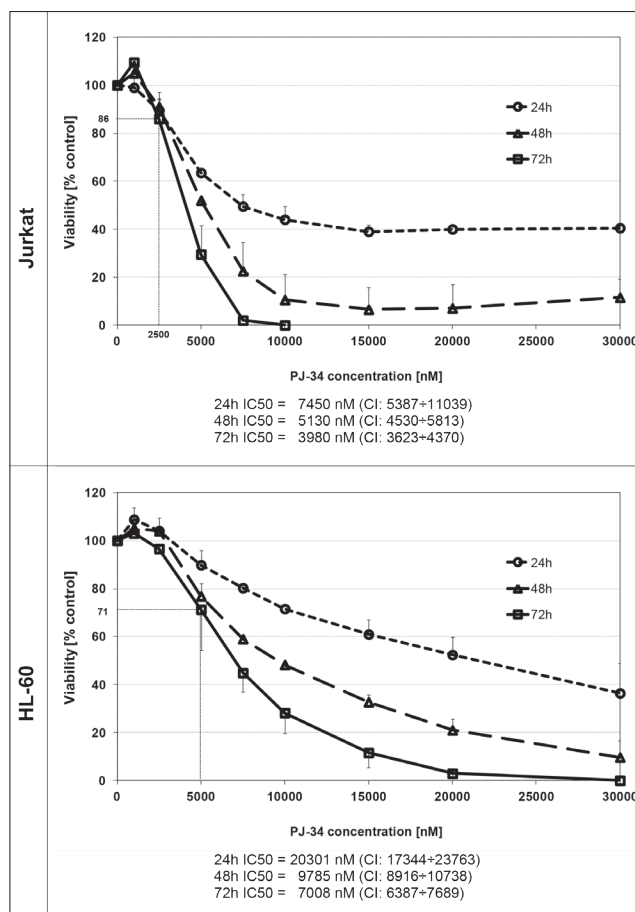 Jurkat
Viability [% control]
120
100
86
80
60
40
20
0
24h
48h
72h
0 2500 5000 10000 15000 20000 25000 30000
PJ-34 concentration [nM]
24h IC50 = 7450 nM (CI: 5387÷11039)
48h IC50 = 5130 nM (CI: 4530÷5813)
72h IC50 = 3980 nM (CI: 3623÷4370)
HL-60
Viability [% control]
120
100
80
71
60
40
20
0
24h
48h
72h
0 5000 10000 15000 20000 25000 30000
PJ-34 concentration [nM]
24h IC50 = 20301 nM (CI: 17344÷23763)
48h IC50 = 9785 nM (CI: 8916÷10738)
72h IC50 = 7008 nM (CI: 6387÷7689)